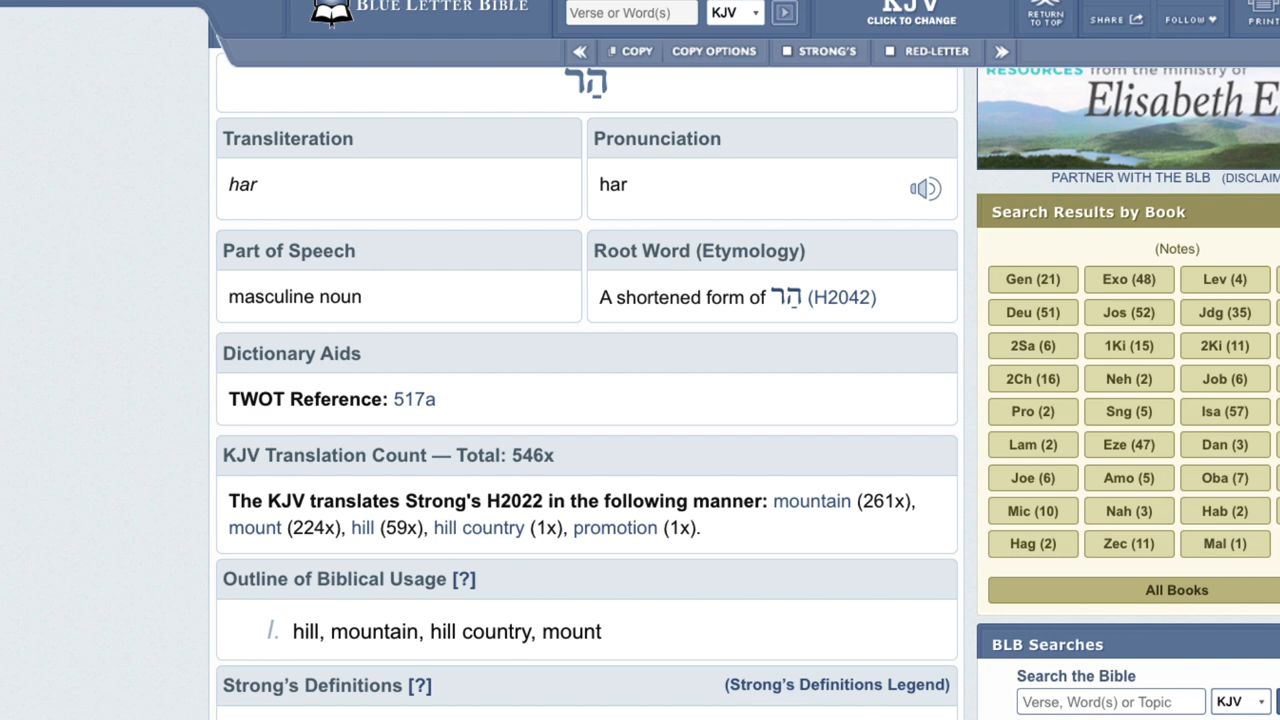 BLUE LETTER BIBLE
Verse or Word(s)
KJV
KJV
CLICK TO CHANGE
RETURN
TO TOP
SHARE
FOLLOW
PRINT
COPY
COPY OPTIONS
STRONG'S
RED-LETTER
הַר
Transliteration
Pronunciation
har
har
Part of Speech
Root Word (Etymology)
masculine noun
A shortened form of הַר (H2042)
Dictionary Aids
TWOT Reference: 517a
KJV Translation Count — Total: 546x
The KJV translates Strong's H2022 in the following manner: mountain (261x),
mount (224x), hill (59x), hill country (1x), promotion (1x).
Outline of Biblical Usage [?]
I. hill, mountain, hill country, mount
Strong’s Definitions [?]
(Strong’s Definitions Legend)
RESOURCES from the ministry of
Elisabeth E
PARTNER WITH THE BLB (DISCLAIM
Search Results by Book
(Notes)
Gen (21) Exo (48) Lev (4)
Deu (51) Jos (52) Jdg (35)
2Sa (6) 1Ki (15) 2Ki (11)
2Ch (16) Neh (2) Job (6)
Pro (2) Sng (5) Isa (57)
Lam (2) Eze (47) Dan (3)
Joe (6) Amo (5) Oba (7)
Mic (10) Nah (3) Hab (2)
Hag (2) Zec (11) Mal (1)
All Books
BLB Searches
Search the Bible
Verse, Word(s) or Topic
KJV